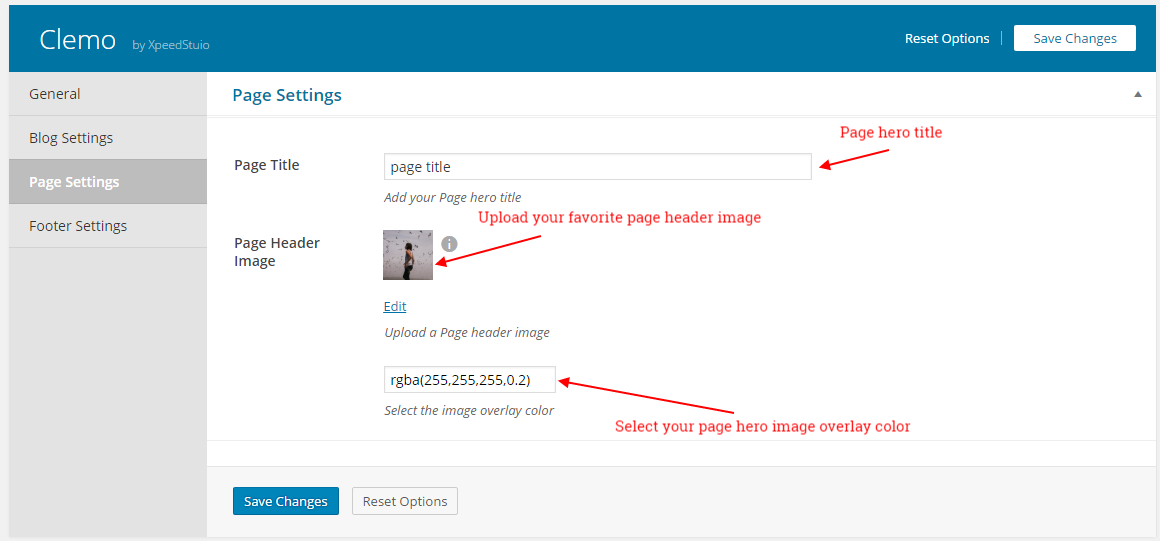 Clemo by XpeedStuio
Reset Options
Save Changes
General
Blog Settings
Page Settings
Footer Settings
Page Settings
Page hero title
Page Title
page title
Add your Page hero title
Upload your favorite page header image
Page Header
Image
Edit
Upload a Page header image
rgba(255,255,255,0.2)
Select the image overlay color
Select your page hero image overlay color
Save Changes
Reset Options